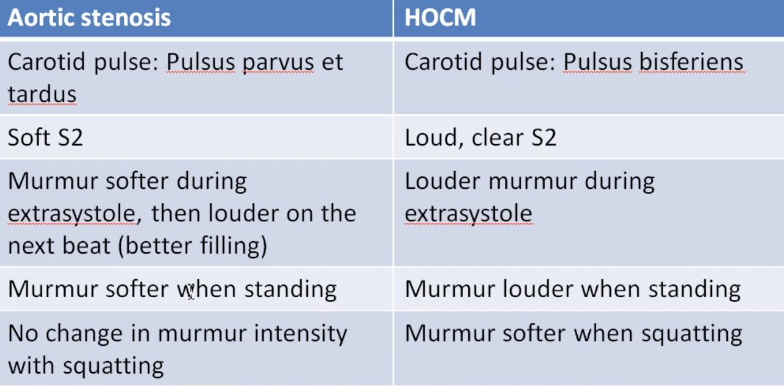 Aortic stenosis
HOCM
Carotid pulse: Pulsus parvus et
tardus
Carotid pulse: Pulsus bisferiens
Soft S2
Loud, clear S2
Murmur softer during
extrasystole, then louder on the
next beat (better filling)
Louder murmur during
extrasystole
Murmur softer when standing
Murmur louder when standing
No change in murmur intensity
with squatting
Murmur softer when squatting